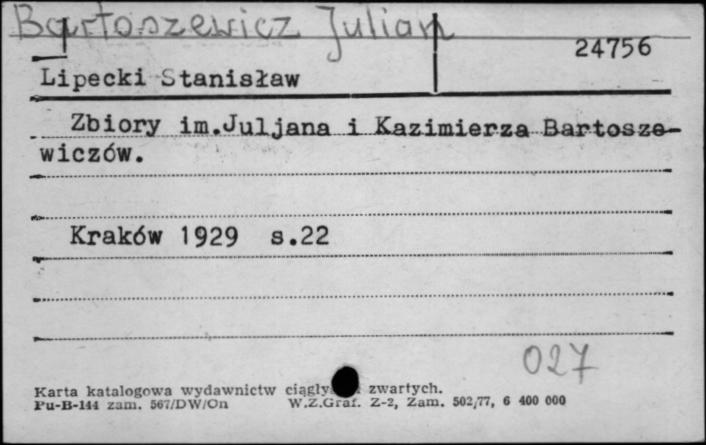 Bartoszewicz Julian
24756
Lipecki Stanisław
Zbiory im.Juljana i Kazimierza Bartosze-
wiczów.
Kraków 1929 s.22
027
Karta katalogowa wydawnictw ciągły zwartych.
Pu-B-144 zam. 567/DW/On W.Z.Graf. Z-2, Zam. 502/77, 6 400 000